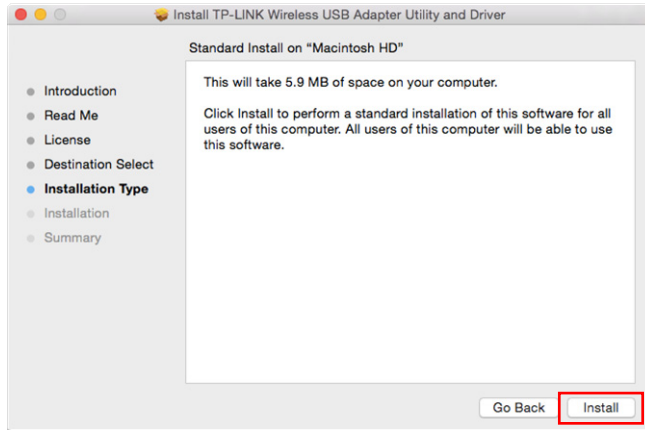 Install TP-LINK Wireless USB Adapter Utility and Driver
Standard Install on “Macintosh HD”
Introduction
Read Me
License
Destination Select
Installation Type
Installation
Summary
This will take 5.9 MB of space on your computer.
Click Install to perform a standard installation of this software for all
users of this computer. All users of this computer will be able to use
this software.
Go Back
Install